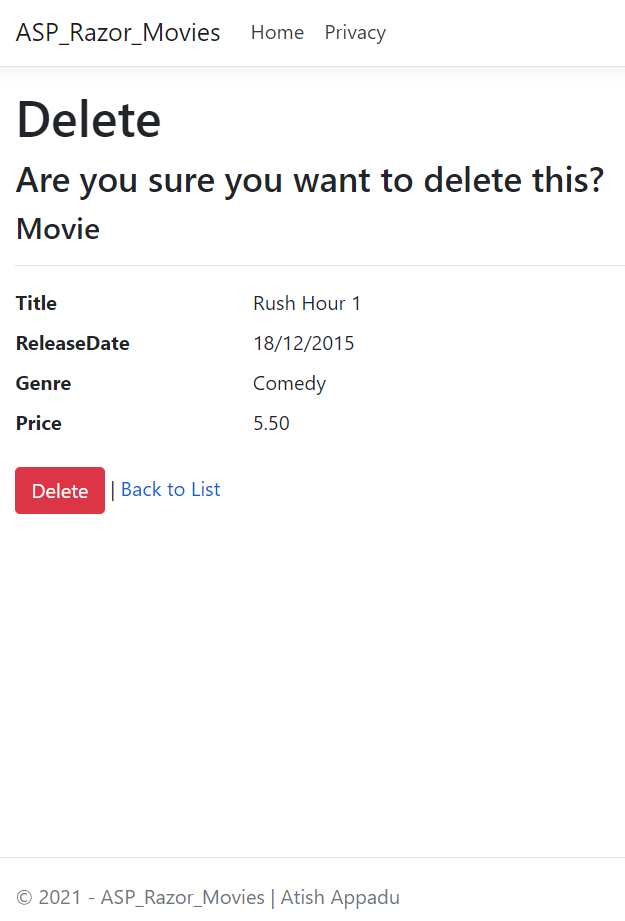 ASP_Razor_Movies Home Privacy
Delete
Are you sure you want to delete this?
Movie
Title Rush Hour 1
ReleaseDate 18/12/2015
Genre Comedy
Price 5.50
Delete | Back to List
© 2021 - ASP_Razor_Movies | Atish Appadu